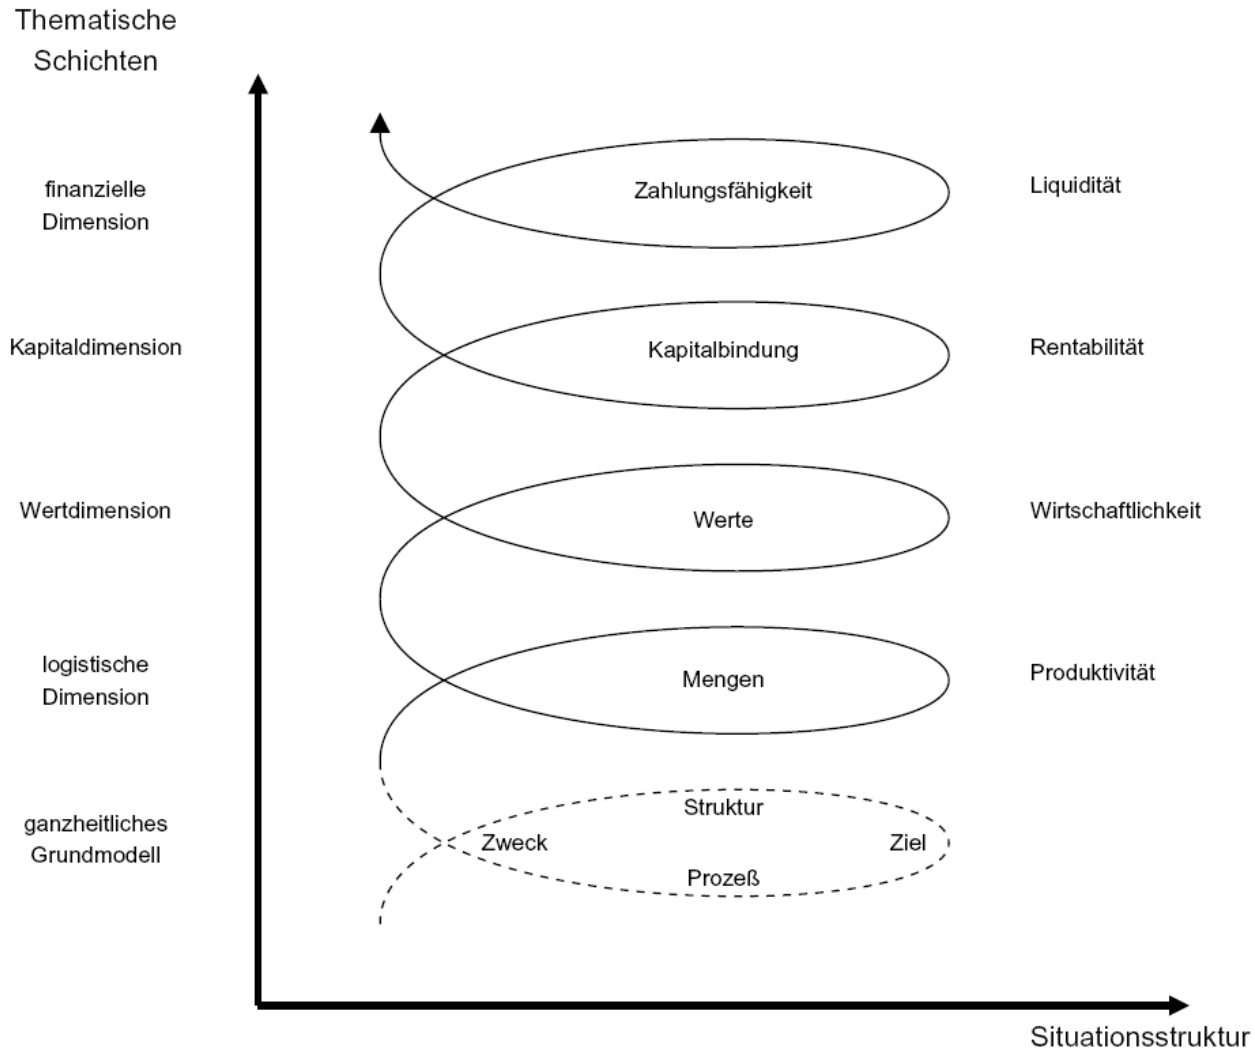 Thematische
Schichten
finanzielle
Dimension
Zahlungsfähigkeit
Liquidität
Kapitaldimension
Kapitalbindung
Rentabilität
Wertdimension
Werte
Wirtschaftlichkeit
logistische
Dimension
Mengen
Produktivität
ganzheitliches
Grundmodell
Struktur
Zweck
Ziel
Prozeß
Situationsstruktur